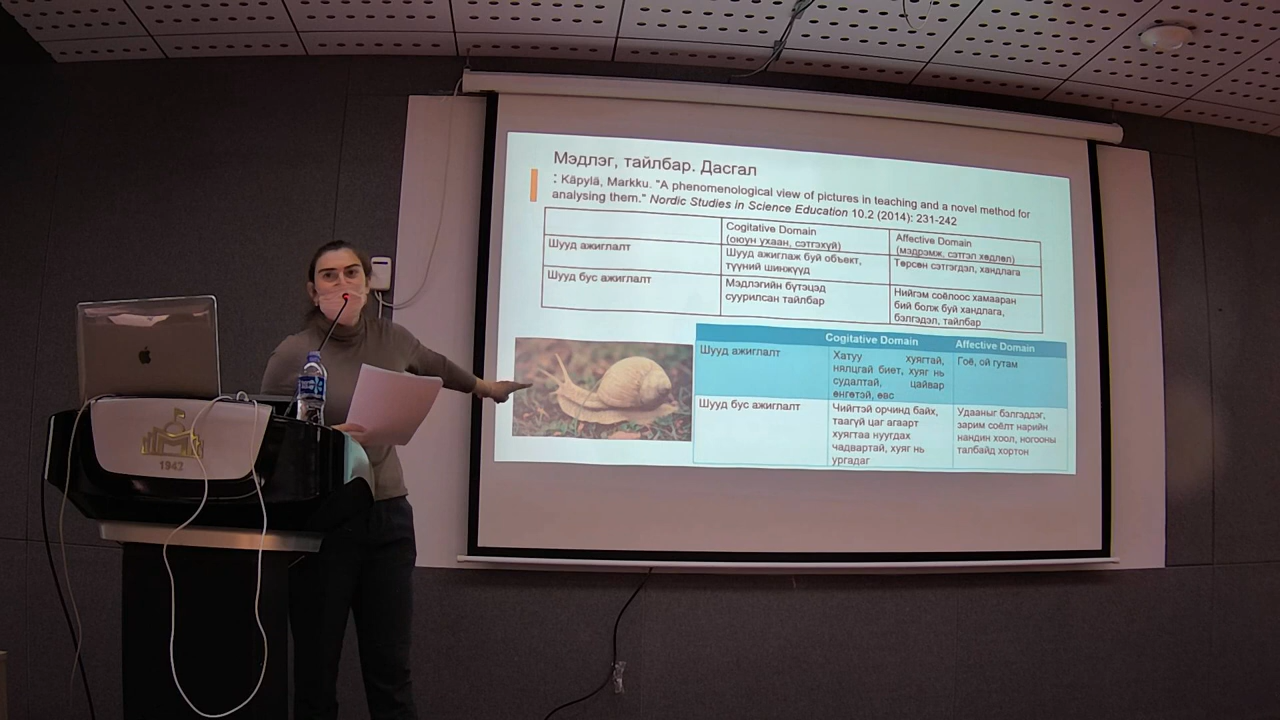 Мэдлэг, тайлбар. Дасгал
: Käpylä, Markku. "A phenomenological view of pictures in teaching and a novel method for
analysing them." Nordic Studies in Science Education 10.2 (2014): 231-242
Cogitative Domain
(оюун ухаан, сэтгэхүй)
Affective Domain
(мэдрэмж, сэтгэл хөдлөл)
Шууд ажиглалт
Шууд ажиглаж буй объект,
түүний шинжүүд
Төрсөн сэтгэгдэл, хандлага
Шууд бус ажиглалт
Мэдлэгийн бүтэцэд
суурилсан тайлбар
Нийгэм соёлоос хамааран
бий болж буй хандлага,
бэлгэдэл, тайлбар
Cogitative Domain
Affective Domain
Шууд ажиглалт
Хатуу хуягтай,
нялцгай биет, хуяг нь
судалтай, цайвар
өнгөтэй, өвс
Гоё, ой гутам
Шууд бус ажиглалт
Чийгтэй орчинд байх,
таагүй цаг агаарт
хуягтаа нуугдах
чадвартай, хуяг нь
ургадаг
Удааныг бэлгэддэг,
зарим соёлт нарийн
нандин хоол, ногооны
талбайд хортон
1942